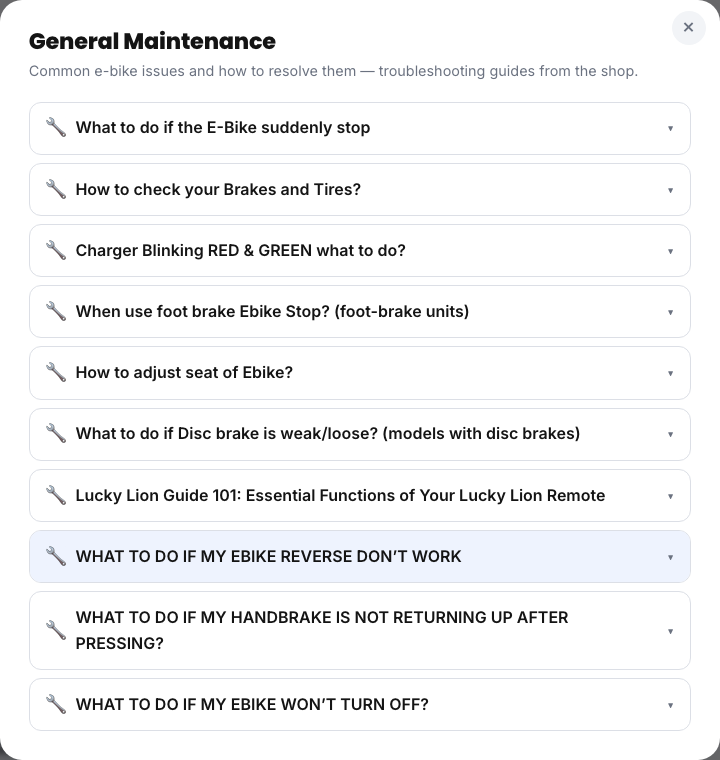 General Maintenance
Common e-bike issues and how to resolve them — troubleshooting guides from the shop.
What to do if the E-Bike suddenly stop
How to check your Brakes and Tires?
Charger Blinking RED & GREEN what to do?
When use foot brake Ebike Stop? (foot-brake units)
How to adjust seat of Ebike?
What to do if Disc brake is weak/loose? (models with disc brakes)
Lucky Lion Guide 101: Essential Functions of Your Lucky Lion Remote
WHAT TO DO IF MY EBIKE REVERSE DON’T WORK
WHAT TO DO IF MY HANDBRAKE IS NOT RETURNING UP AFTER
PRESSING?
WHAT TO DO IF MY EBIKE WON’T TURN OFF?